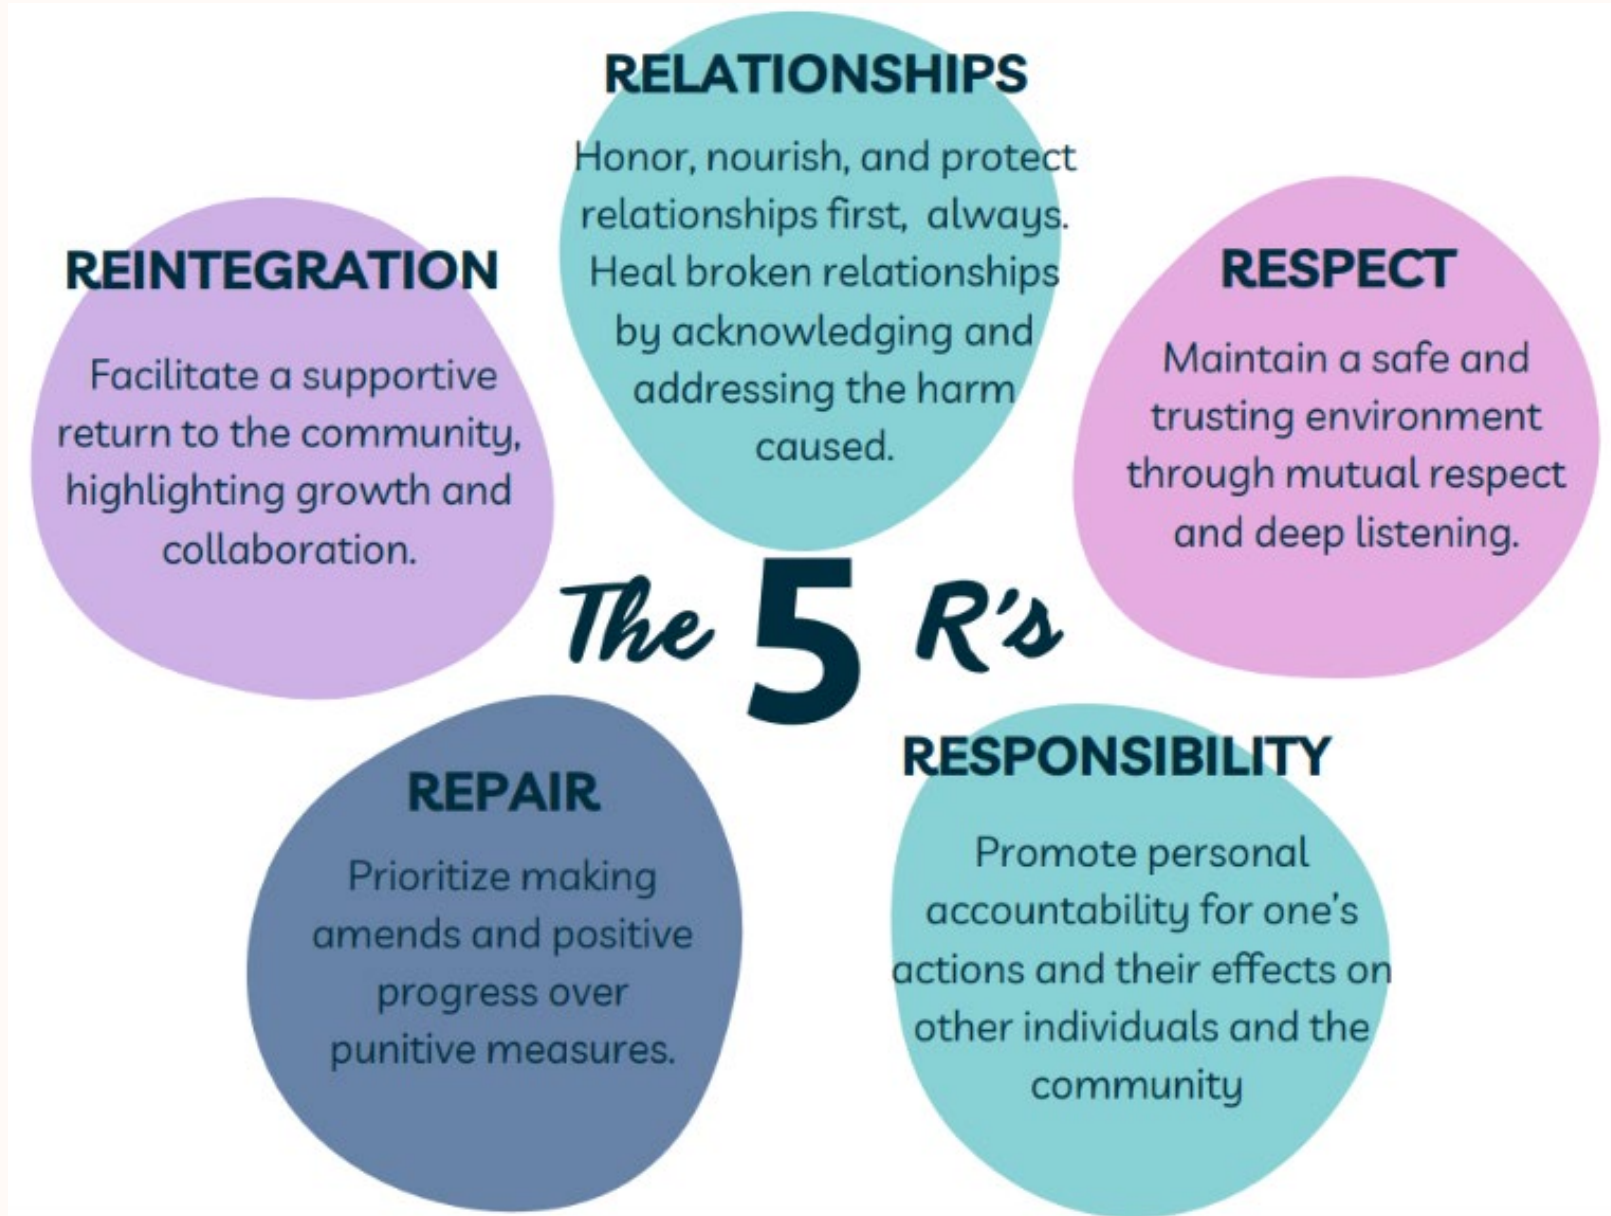 RELATIONSHIPS
Honor, nourish, and protect
relationships first, always.
Heal broken relationships
by acknowledging and
addressing the harm
caused.
RESPECT
Maintain a safe and
trusting environment
through mutual respect
and deep listening.
REINTEGRATION
Facilitate a supportive
return to the community,
highlighting growth and
collaboration.
The 5 R's
REPAIR
Prioritize making
amends and positive
progress over
punitive measures.
RESPONSIBILITY
Promote personal
accountability for one's
actions and their effects on
other individuals and the
community